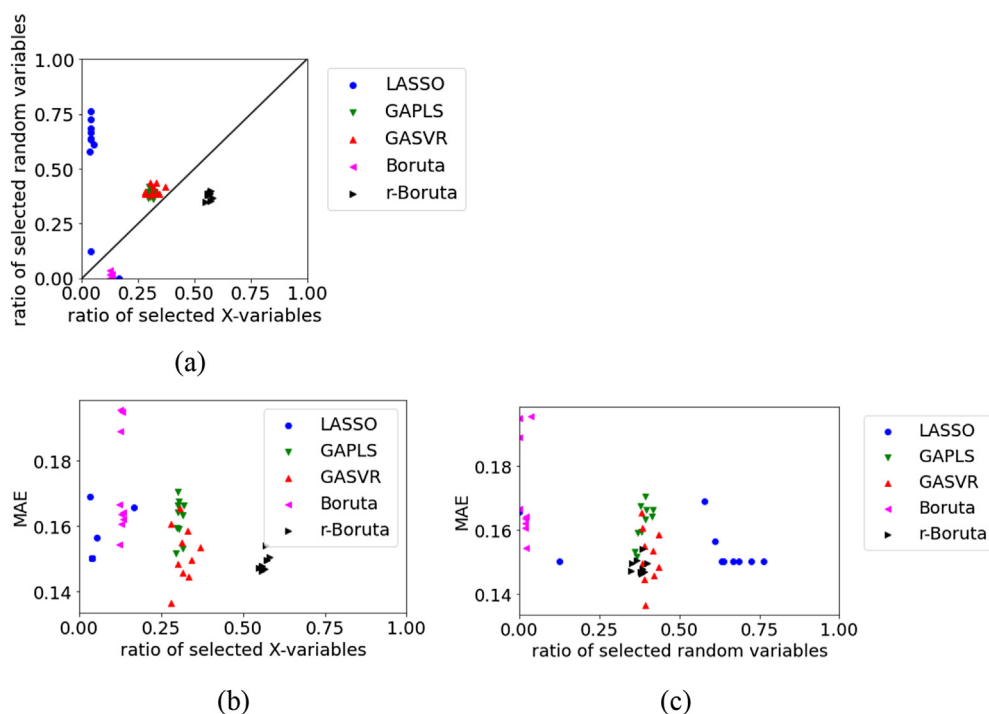 ratio of selected random variables
1.00
0.75
0.50
0.25
0.00
0.00 0.25 0.50 0.75 1.00
ratio of selected X-variables
LASSO
GAPLS
GASVR
Boruta
r-Boruta
(a)
MAE
0.18
0.16
0.14
0.00 0.25 0.50 0.75 1.00
ratio of selected X-variables
LASSO
GAPLS
GASVR
Boruta
r-Boruta
(b)
MAE
0.18
0.16
0.14
0.00 0.25 0.50 0.75 1.00
ratio of selected random variables
LASSO
GAPLS
GASVR
Boruta
r-Boruta
(c)